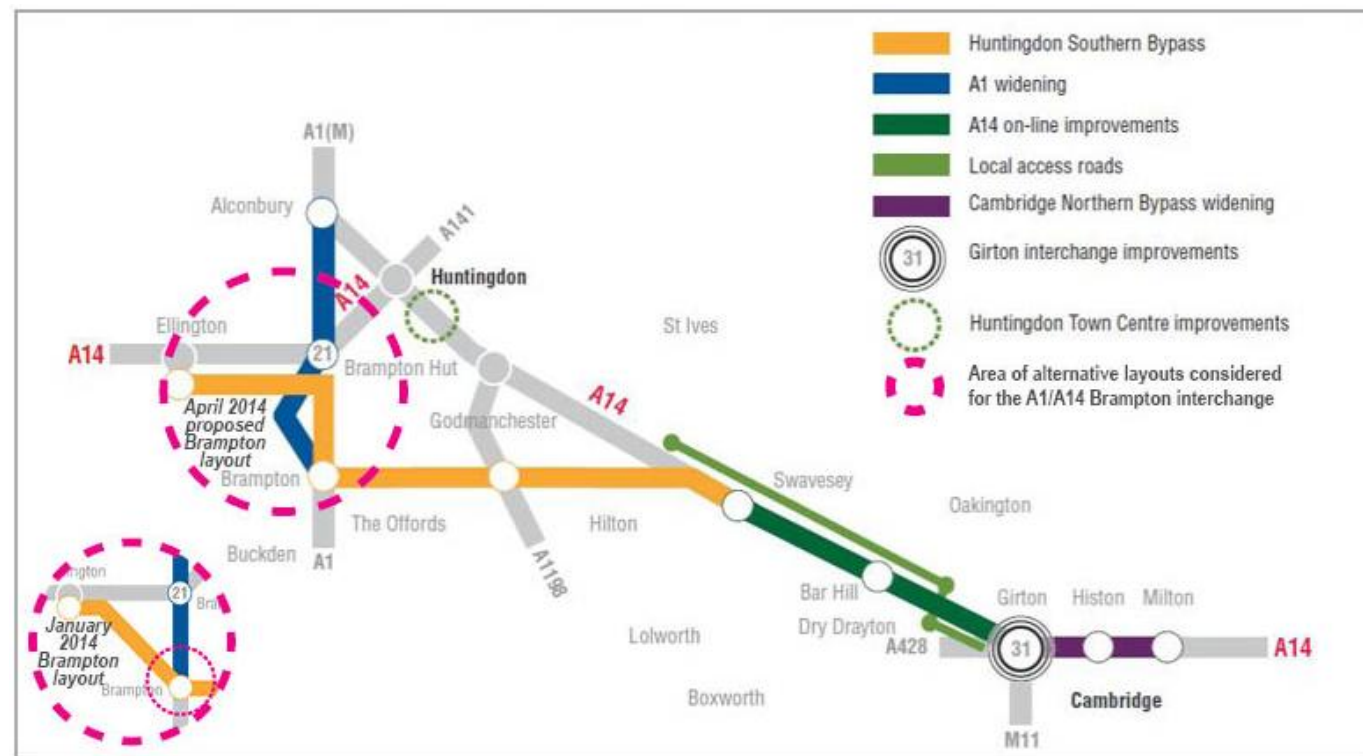 Huntingdon Southern Bypass
A1 widening
A14 on-line improvements
Local access roads
Cambridge Northern Bypass widening
31
Girton interchange improvements
Huntingdon Town Centre improvements
Area of alternative layouts considered
for the A1/A14 Brampton interchange
A1(M)
Alconbury
A141
Huntingdon
A14
St Ives
Ellington
A14
21
Brampton Hut
A14
April 2014
proposed
Brampton
layout
Godmanchester
Brampton
Swavesey
Oakington
The Offords
Hilton
Buckden
A1
A1198
Bar Hill
Girton
Histon
Milton
Dry Drayton
Lolworth
A428
31
A14
Boxworth
Cambridge
M11
ngton
21
Bra
January
2014
Brampton
layout
Brampton